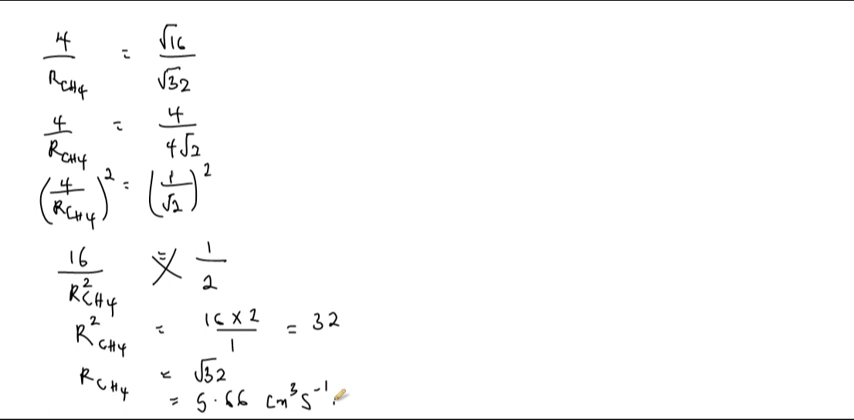 4/R_CH4 = √16/√32
4/R_CH4 = 4/4√2
(4/R_CH4)² = (1/√2)²
16/R²_CH4 = 1/2
R²_CH4 = 16 × 2/1 = 32
R_CH4 = √32
= 5.66 cm³s⁻¹.